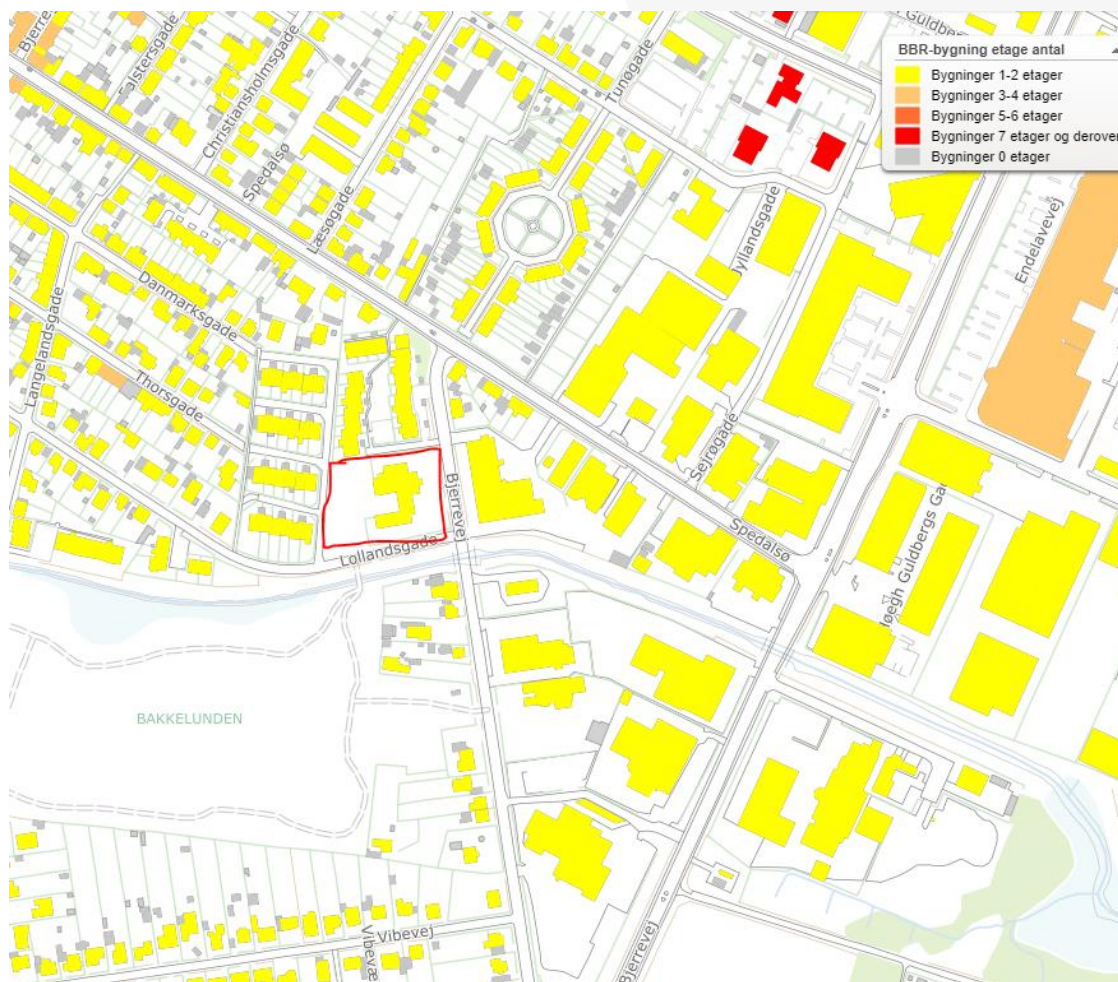 BBR-bygning etage antal
Bygninger 1-2 etager
Bygninger 3-4 etager
Bygninger 5-6 etager
Bygninger 7 etager og derover
Bygninger 0 etager
Christiansholmsgade
Spedalsø
Læsøgade
Tunøgade
Jyllandsgade
Endelavevej
Langelandsgade
Danmarksgade
Thorsgade
Sejrøgade
Bjerrevej
Spedalsø
Lollandsgade
BAKKELUNDEN
Vibevej
Bjerrevej